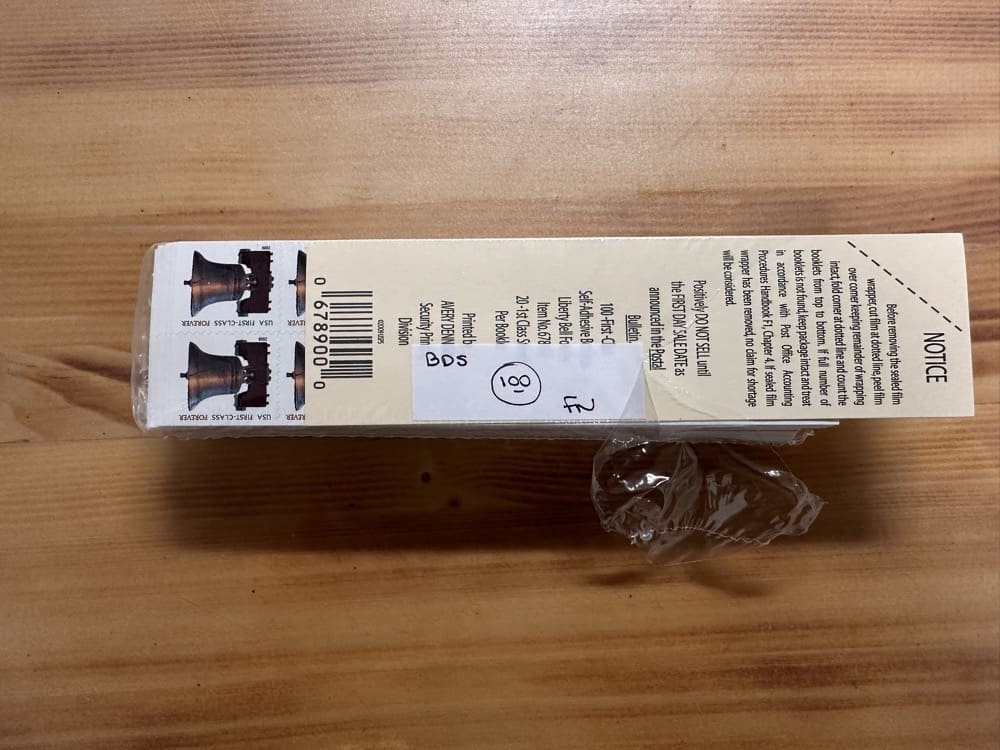 NOTICE
Before removing the sealed film
wrapper, cut film at dotted line, peel film
over corner keeping remainder of wrapping
intact, fold corner at dotted line and count the
booklets from top to bottom. If full number of
booklets is not found, keep package intact and treat
in accordance with Post Office Accounting
Procedures Handbook F1, Chapter 4. If sealed film
wrapper has been removed, no claim for shortage
will be considered.
Positively DO NOT SELL until
the FIRST DAY SALE DATE as
announced in the Postal
Bulletin.
100-First-C
Self-Adhesive B
Liberty Bell Fo
Item No. 678
20-1st Class S
Per Bookl
Printed b
AVERY DENN
Security Prin
Division
BDS
181
LF2
00001095
0 678900 0
USA FIRST-CLASS FOREVER
USA FIRST-CLASS FOREVER